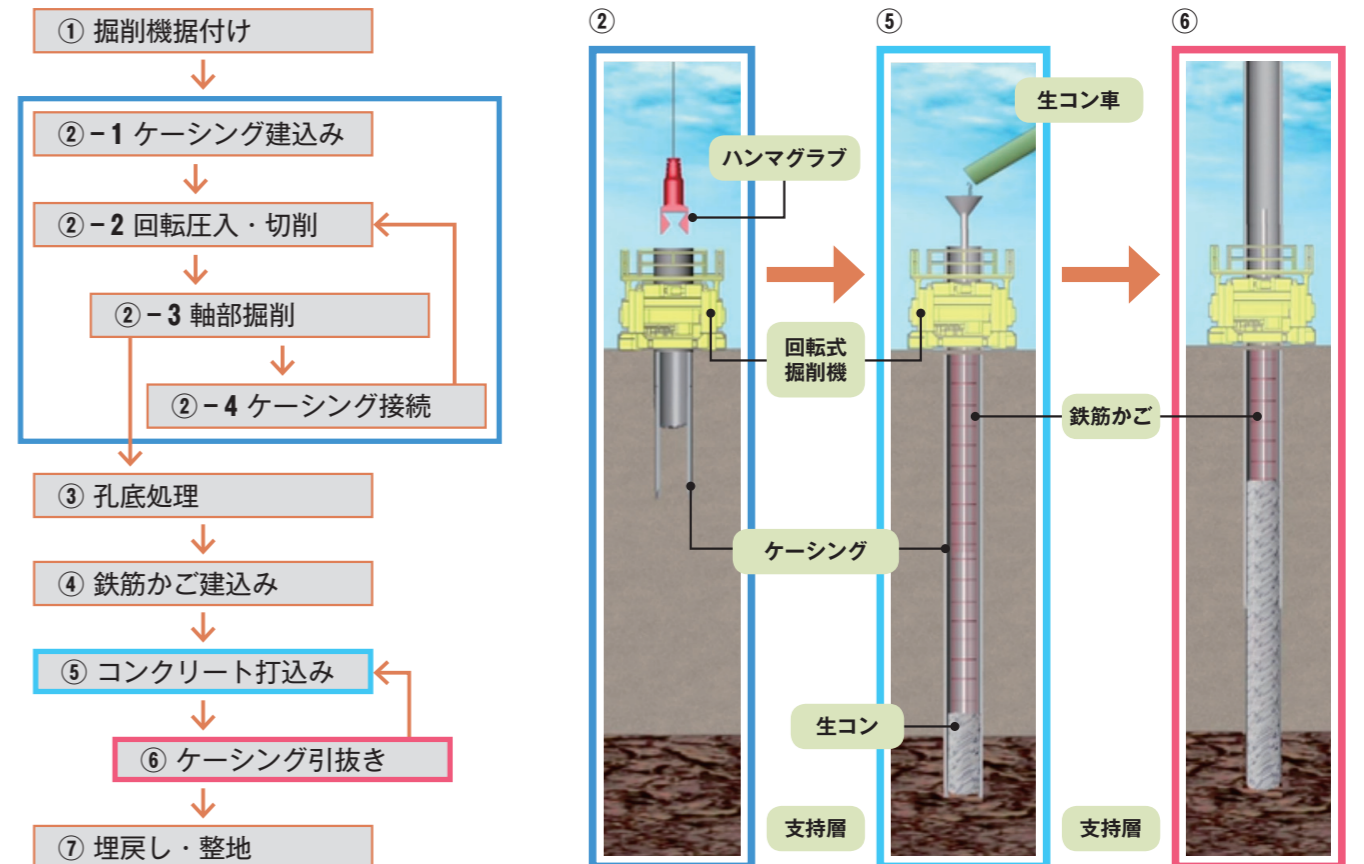 ① 掘削機据付け
②－1 ケーシング建込み
②－2 回転圧入・切削
②－3 軸部掘削
②－4 ケーシング接続
③ 孔底処理
④ 鉄筋かご建込み
⑤ コンクリート打込み
⑥ ケーシング引抜き
⑦ 埋戻し・整地
②
⑤
⑥
生コン車
ハンマグラブ
回転式
掘削機
鉄筋かご
ケーシング
生コン
支持層
支持層